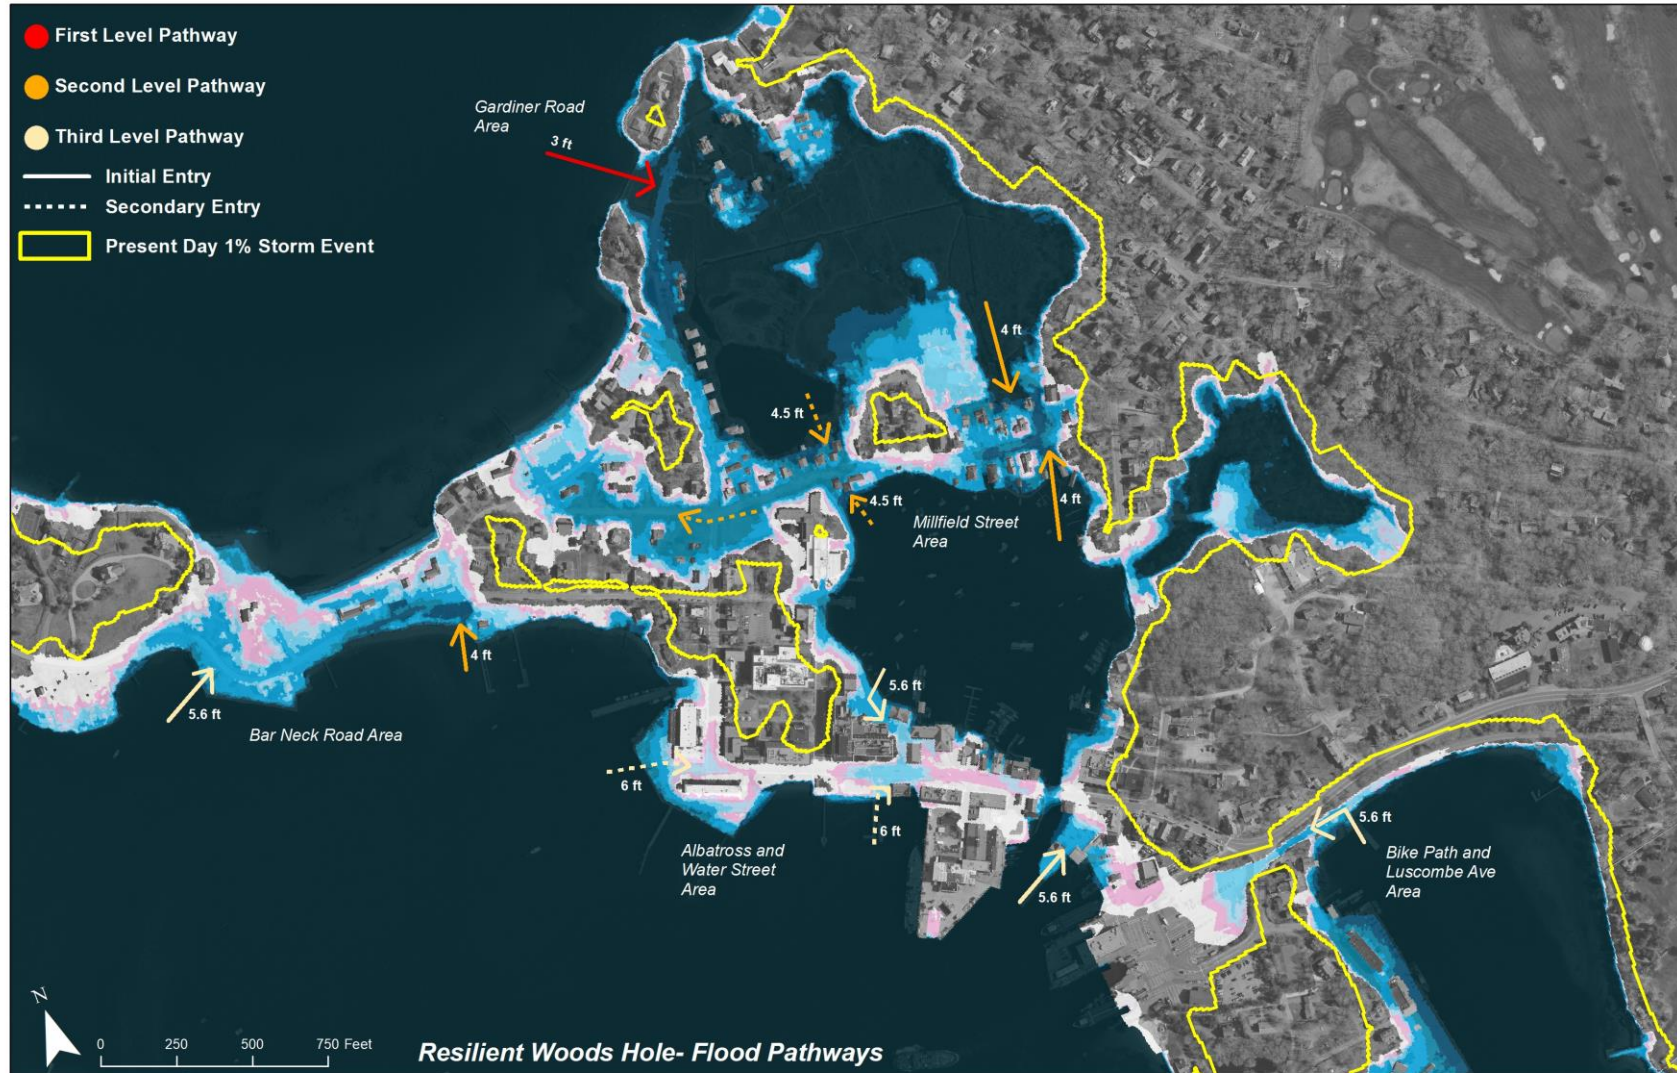 First Level Pathway
Second Level Pathway
Third Level Pathway
Initial Entry
Secondary Entry
Present Day 1% Storm Event
Gardiner Road
Area
3 ft
4 ft
4.5 ft
4.5 ft
4 ft
Millfield Street
Area
4 ft
5.6 ft
Bar Neck Road Area
5.6 ft
6 ft
6 ft
Albatross and
Water Street
Area
5.6 ft
5.6 ft
Bike Path and
Luscombe Ave
Area
N
0 250 500 750 Feet
Resilient Woods Hole- Flood Pathways